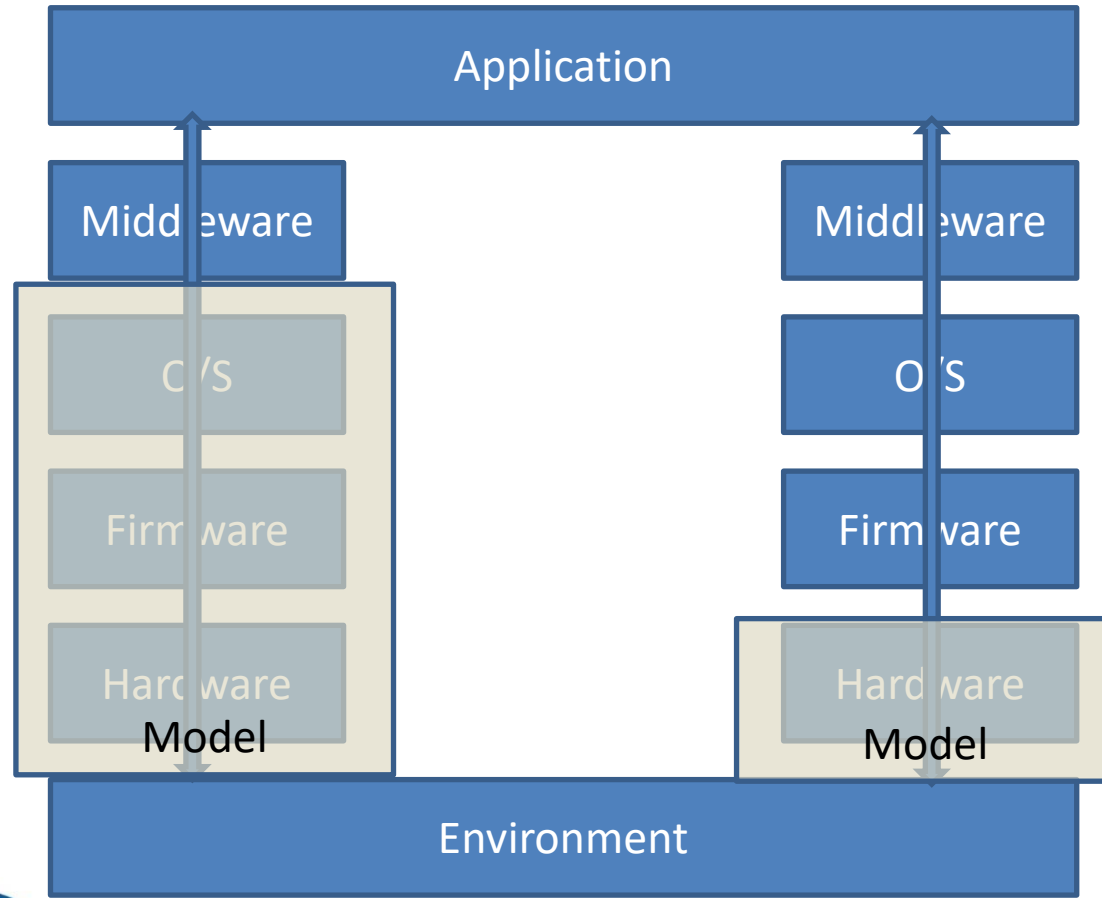 Application
Middleware
Middleware
O/S
O/S
Firmware
Firmware
Hardware
Hardware
Model
Model
Environment